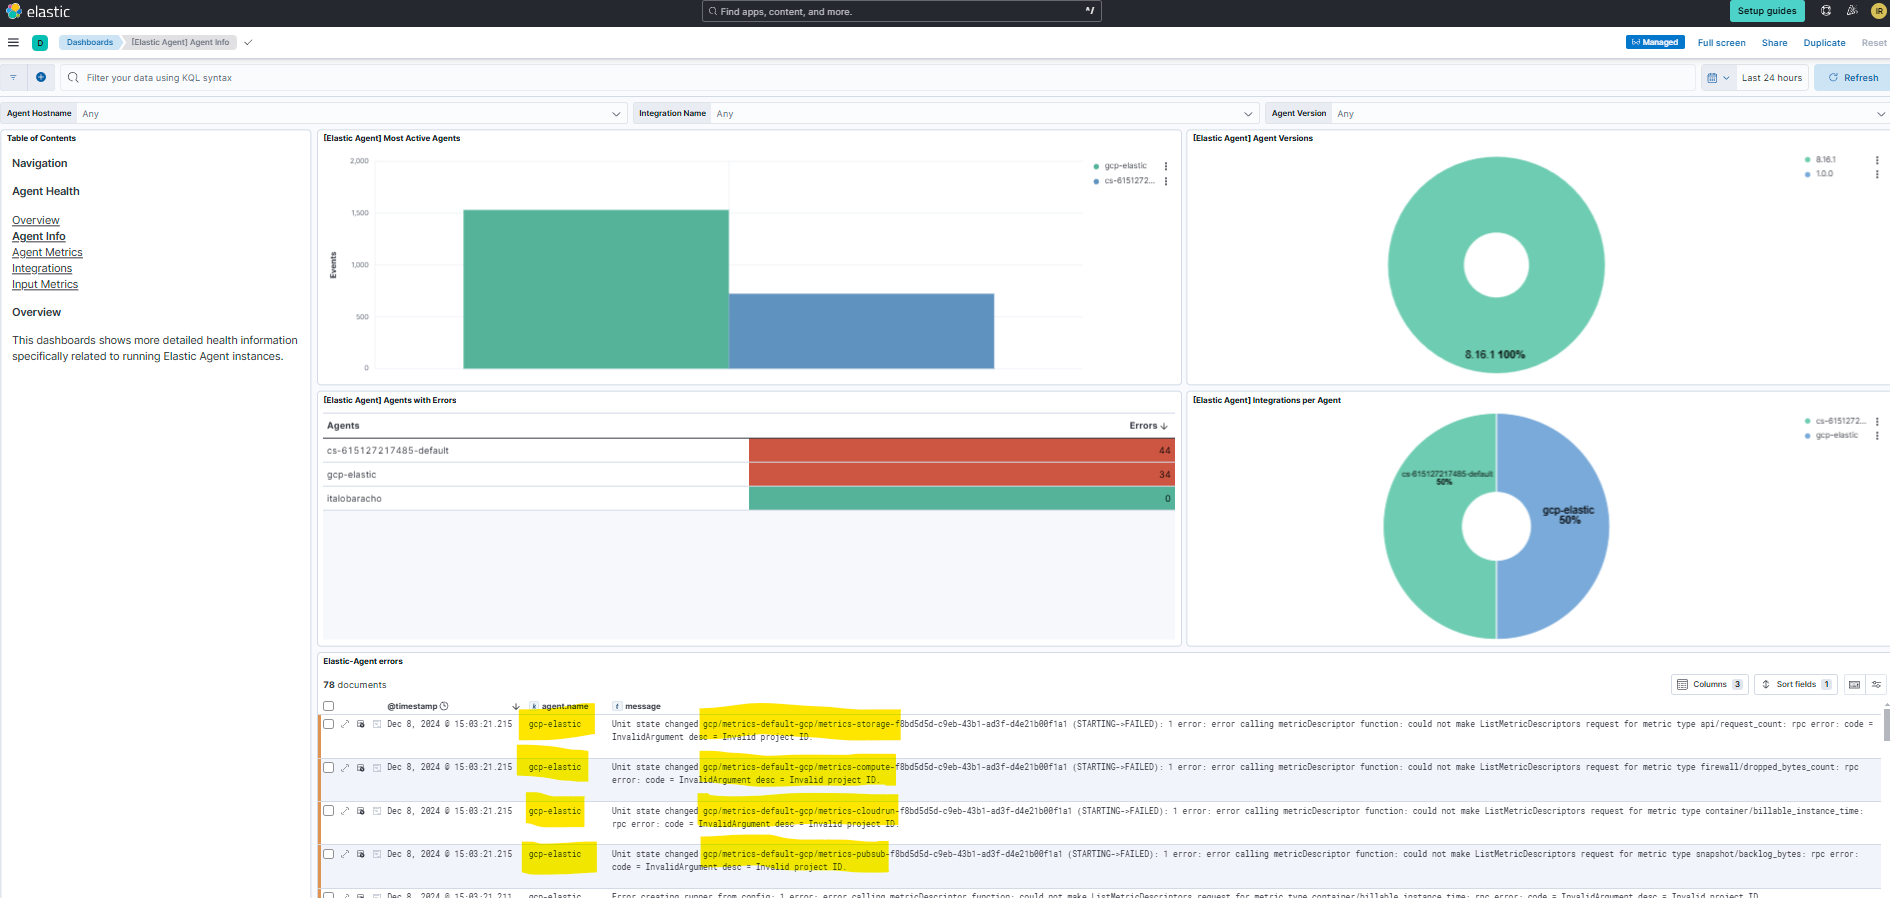 elastic
Find apps, content, and more.
^/
Setup guides
IR
D
Dashboards
[Elastic Agent] Agent Info
Managed
Full screen
Share
Duplicate
Reset
Filter your data using KQL syntax
Last 24 hours
Refresh
Agent Hostname Any
Integration Name Any
Agent Version Any
Table of Contents
Navigation
Agent Health
Overview
Agent Info
Agent Metrics
Integrations
Input Metrics
Overview
This dashboards shows more detailed health information
specifically related to running Elastic Agent instances.
[Elastic Agent] Most Active Agents
2,000
1,500
1,000
500
0
Events
gcp-elastic
cs-6151272...
[Elastic Agent] Agent Versions
8.16.1
1.0.0
8.16.1 100%
[Elastic Agent] Agents with Errors
Agents Errors
cs-615127217485-default 44
gcp-elastic 34
italobaracho 0
[Elastic Agent] Integrations per Agent
cs-6151272...
gcp-elastic
cs-615127217485-default
50%
gcp-elastic
50%
Elastic-Agent errors
78 documents
Columns 3
Sort fields 1
@timestamp k agent.name t message
Dec 8, 2024 @ 15:03:21.215 gcp-elastic Unit state changed gcp/metrics-default-gcp/metrics-storage-f8bd5d5d-c9eb-43b1-ad3f-d4e21b00f1a1 (STARTING->FAILED): 1 error: error calling metricDescriptor function: could not make ListMetricDescriptors request for metric type api/request_count: rpc error: code =
InvalidArgument desc = Invalid project ID.
Dec 8, 2024 @ 15:03:21.215 gcp-elastic Unit state changed gcp/metrics-default-gcp/metrics-compute-f8bd5d5d-c9eb-43b1-ad3f-d4e21b00f1a1 (STARTING->FAILED): 1 error: error calling metricDescriptor function: could not make ListMetricDescriptors request for metric type firewall/dropped_bytes_count: rpc
error: code = InvalidArgument desc = Invalid project ID.
Dec 8, 2024 @ 15:03:21.215 gcp-elastic Unit state changed gcp/metrics-default-gcp/metrics-cloudrun-f8bd5d5d-c9eb-43b1-ad3f-d4e21b00f1a1 (STARTING->FAILED): 1 error: error calling metricDescriptor function: could not make ListMetricDescriptors request for metric type container/billable_instance_time:
rpc error: code = InvalidArgument desc = Invalid project ID.
Dec 8, 2024 @ 15:03:21.215 gcp-elastic Unit state changed gcp/metrics-default-gcp/metrics-pubsub-f8bd5d5d-c9eb-43b1-ad3f-d4e21b00f1a1 (STARTING->FAILED): 1 error: error calling metricDescriptor function: could not make ListMetricDescriptors request for metric type snapshot/backlog_bytes: rpc error:
code = InvalidArgument desc = Invalid project ID.
Dec 8, 2024 @ 15:03:21.211 gcp-elastic Error creating runner from config: 1 error: error calling metricDescriptor function: could not make ListMetricDescriptors request for metric type container/billable_instance_time: rpc error: code = InvalidArgument desc = Invalid project ID.